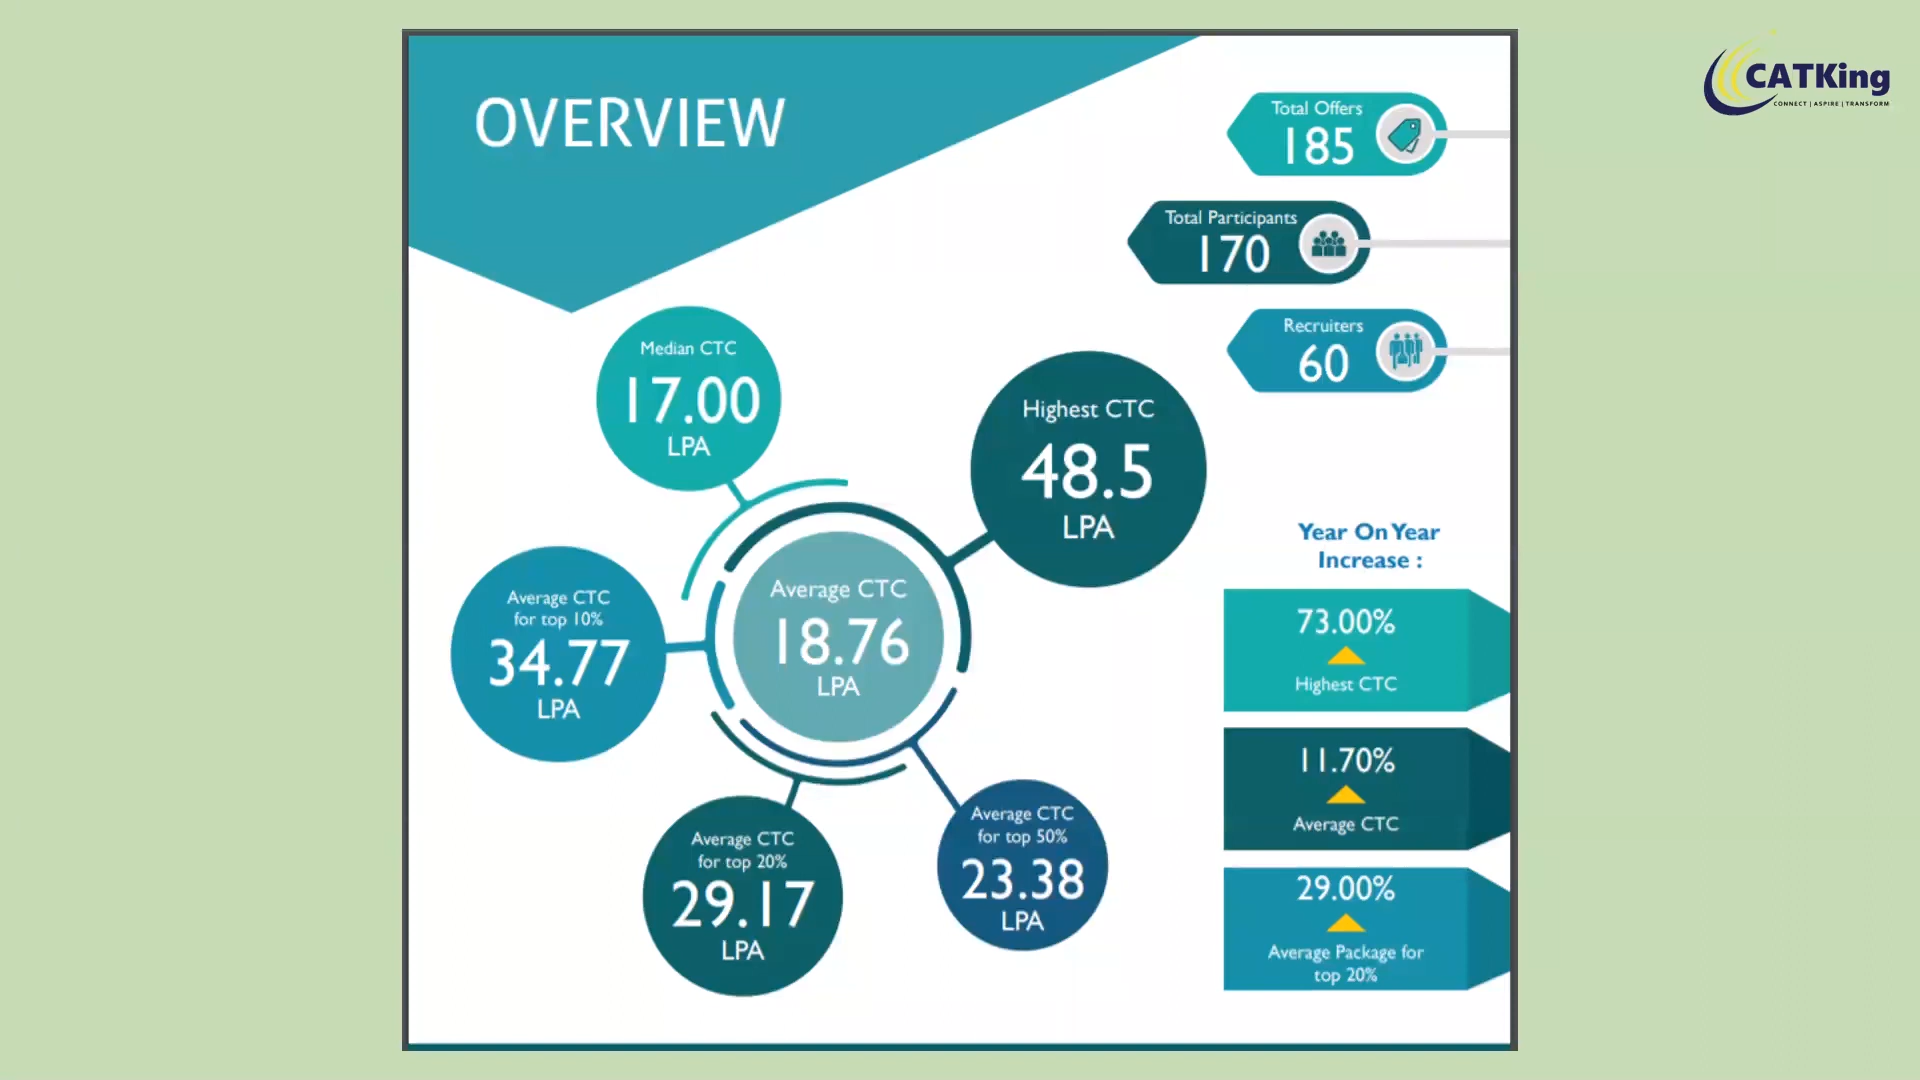 OVERVIEW
CATKing
CONNECT | ASPIRE | TRANSFORM
Total Offers
185
Total Participants
170
Recruiters
60
Median CTC
17.00
LPA
Highest CTC
48.5
LPA
Average CTC
for top 10%
34.77
LPA
Average CTC
18.76
LPA
Average CTC
for top 20%
29.17
LPA
Average CTC
for top 50%
23.38
LPA
Year On Year
Increase :
73.00%
Highest CTC
11.70%
Average CTC
29.00%
Average Package for
top 20%